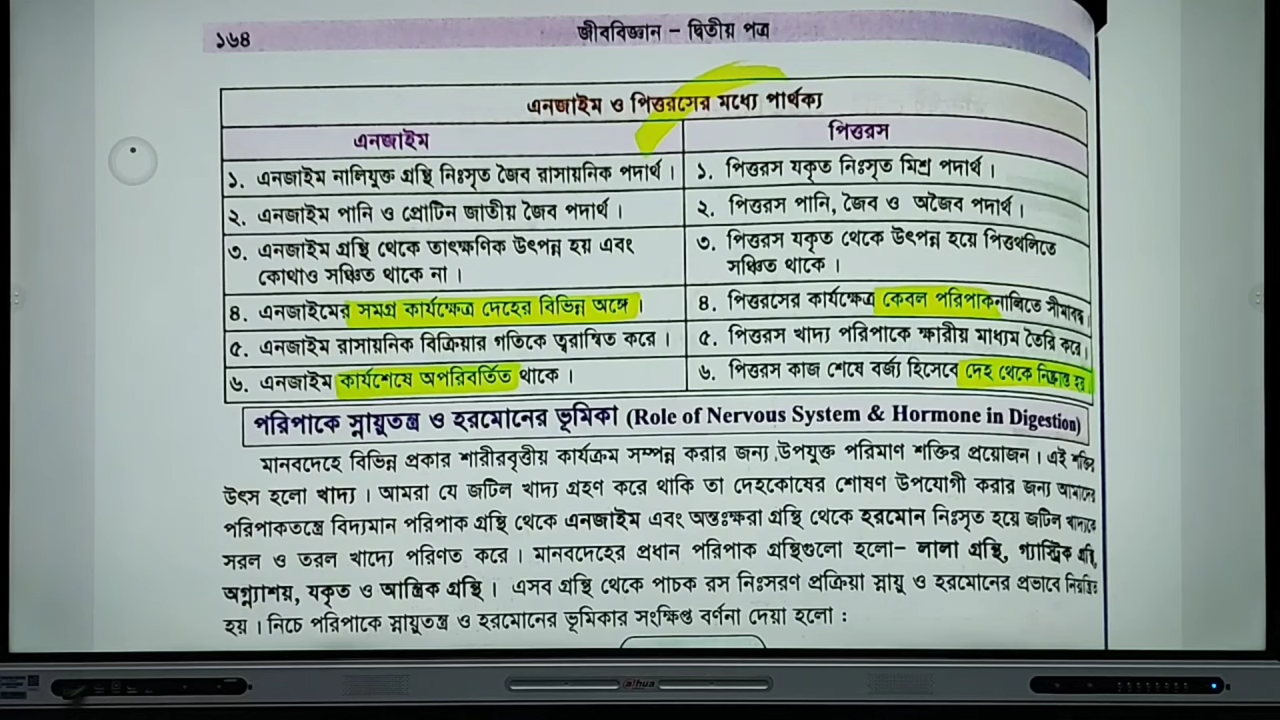 ১৬৪
জীববিজ্ঞান – দ্বিতীয় পত্র
এনজাইম ও পিত্তরসের মধ্যে পার্থক্য
এনজাইম
পিত্তরস
১. এনজাইম নালিযুক্ত গ্রন্থি নিঃসৃত জৈব রাসায়নিক পদার্থ।
১. পিত্তরস যকৃত নিঃসৃত মিশ্র পদার্থ।
২. এনজাইম পানি ও প্রোটিন জাতীয় জৈব পদার্থ।
২. পিত্তরস পানি, জৈব ও অজৈব পদার্থ।
৩. এনজাইম গ্রন্থি থেকে তাৎক্ষণিক উৎপন্ন হয় এবং
কোথাও সঞ্চিত থাকে না।
৩. পিত্তরস যকৃত থেকে উৎপন্ন হয়ে পিত্তথলিতে
সঞ্চিত থাকে।
৪. এনজাইমের সমগ্র কার্যক্ষেত্র দেহের বিভিন্ন অঙ্গে।
৪. পিত্তরসের কার্যক্ষেত্র কেবল পরিপাকনালিতে সীমাবদ্ধ।
৫. এনজাইম রাসায়নিক বিক্রিয়ার গতিকে ত্বরান্বিত করে।
৫. পিত্তরস খাদ্য পরিপাকে ক্ষারীয় মাধ্যম তৈরি করে।
৬. এনজাইম কার্যশেষে অপরিবর্তিত থাকে।
৬. পিত্তরস কাজ শেষে বর্জ্য হিসেবে দেহ থেকে নিষ্ক্রান্ত হয়
পরিপাকে স্নায়ুতন্ত্র ও হরমোনের ভূমিকা (Role of Nervous System & Hormone in Digestion)
মানবদেহে বিভিন্ন প্রকার শারীরবৃত্তীয় কার্যক্রম সম্পন্ন করার জন্য উপযুক্ত পরিমাণ শক্তির প্রয়োজন। এই শক্তির
উৎস হলো খাদ্য। আমরা যে জটিল খাদ্য গ্রহণ করে থাকি তা দেহকোষের শোষণ উপযোগী করার জন্য আমাদের
পরিপাকতন্ত্রে বিদ্যমান পরিপাক গ্রন্থি থেকে এনজাইম এবং অন্তঃক্ষরা গ্রন্থি থেকে হরমোন নিঃসৃত হয়ে জটিল খাদ্যকে
সরল ও তরল খাদ্যে পরিণত করে। মানবদেহের প্রধান পরিপাক গ্রন্থিগুলো হলো– লালা গ্রন্থি, গ্যাস্ট্রিক গ্রন্থি,
অগ্ন্যাশয়, যকৃত ও আন্ত্রিক গ্রন্থি। এসব গ্রন্থি থেকে পাচক রস নিঃসরণ প্রক্রিয়া স্নায়ু ও হরমোনের প্রভাবে নিয়ন্ত্রিত
হয়। নিচে পরিপাকে স্নায়ুতন্ত্র ও হরমোনের ভূমিকার সংক্ষিপ্ত বর্ণনা দেয়া হলো :
alhua